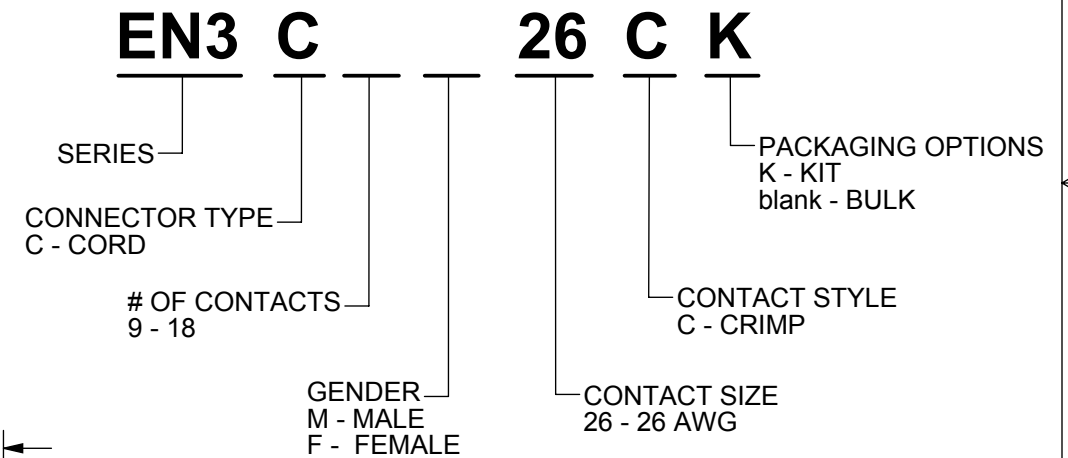 EN3 C 26 C K
SERIES
PACKAGING OPTIONS
K - KIT
blank - BULK
CONNECTOR TYPE
C - CORD
# OF CONTACTS
9 - 18
CONTACT STYLE
C - CRIMP
GENDER
M - MALE
F - FEMALE
CONTACT SIZE
26 - 26 AWG